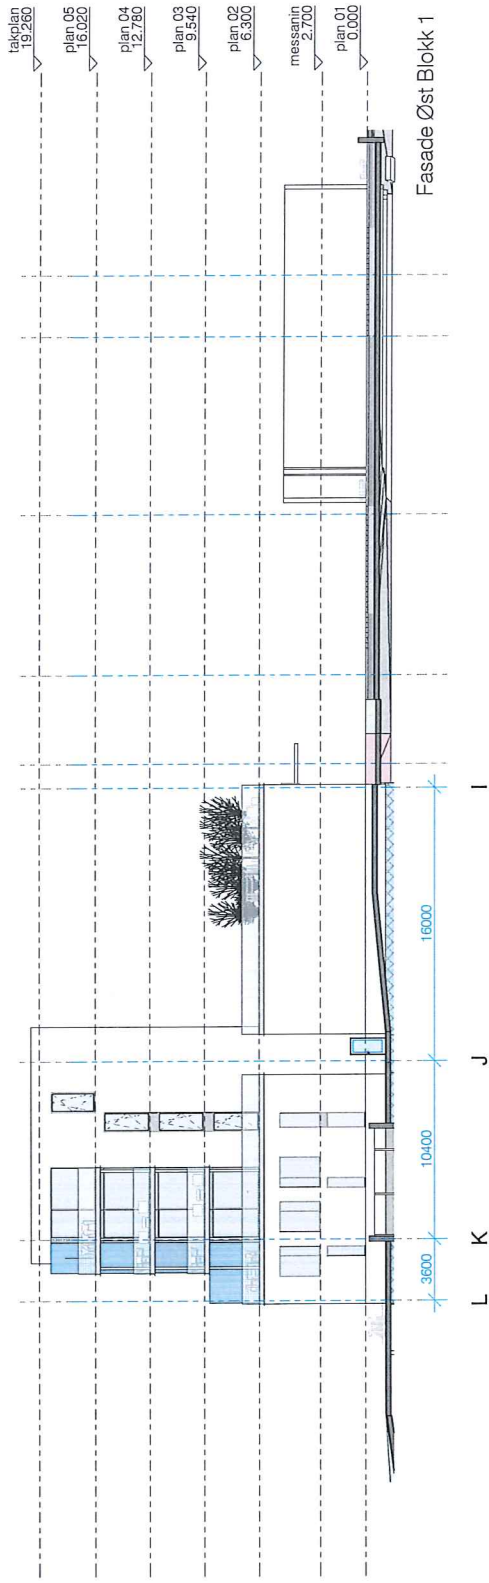 takplan
19.260
plan 05
16.020
plan 04
12.780
plan 03
9.540
plan 02
6.300
messanin
2.700
plan 01
0.000
Fasade Øst Blokk 1
3600
10400
16000
L
K
J
I